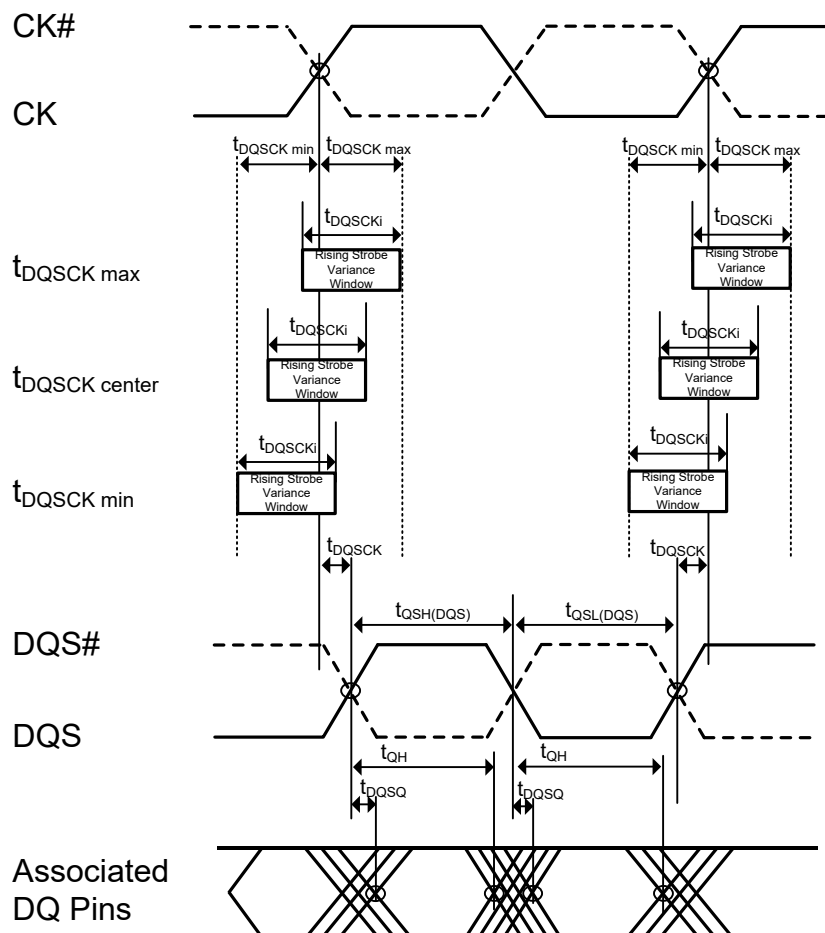 CK#
CK
tDQSCK min tDQSCK max tDQSCK min tDQSCK max
tDQSCKi tDQSCKi
tDQSCK max
Rising Strobe
Variance
Window
Rising Strobe
Variance
Window
tDQSCKi tDQSCKi
tDQSCK center
Rising Strobe
Variance
Window
Rising Strobe
Variance
Window
tDQSCKi tDQSCKi
tDQSCK min
Rising Strobe
Variance
Window
Rising Strobe
Variance
Window
tDQSCK tDQSCK
tQSH(DQS) tQSL(DQS)
DQS#
DQS
tQH tQH
tDQSQ tDQSQ
Associated
DQ Pins